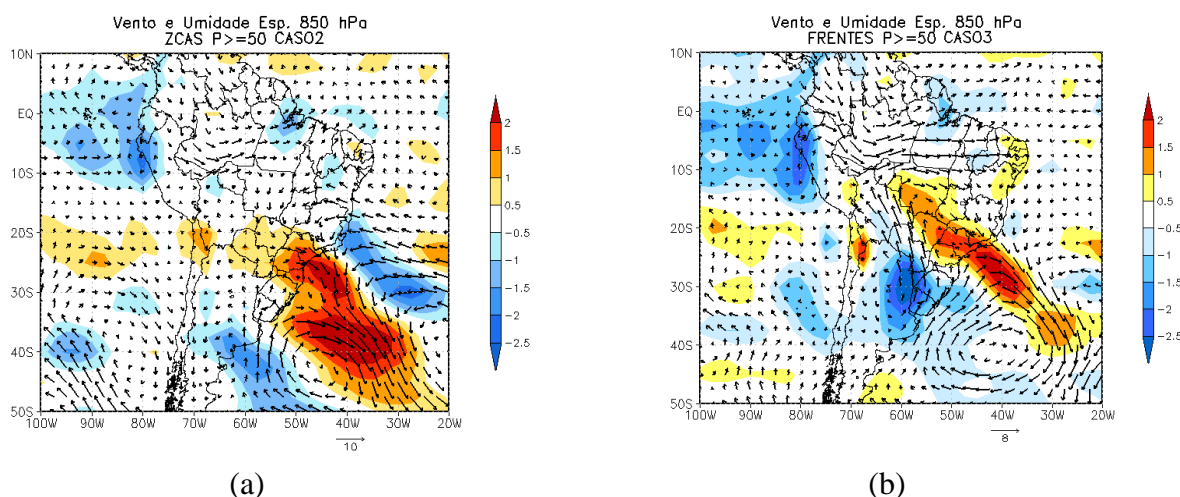 Vento e Umidade Esp. 850 hPa
ZCAS P>=50 CASO2
10N
EQ
10S
20S
30S
40S
50S
100W 90W 80W 70W 60W 50W 40W 30W 20W
10
2
1.5
1
0.5
−0.5
−1
−1.5
−2
−2.5
(a)
Vento e Umidade Esp. 850 hPa
FRENTES P>=50 CASO3
10N
EQ
10S
20S
30S
40S
50S
100W 90W 80W 70W 60W 50W 40W 30W 20W
8
2
1.5
1
0.5
−0.5
−1
−1.5
−2
−2.5
(b)